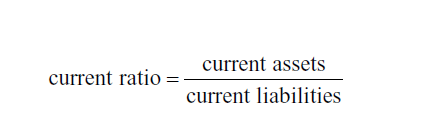 current assets
current ratio =
current liabilities